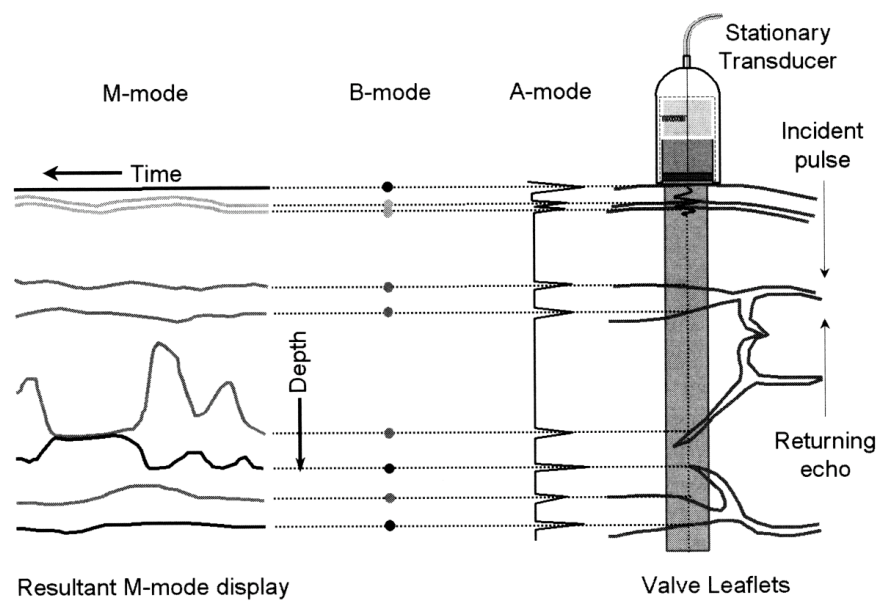 Stationary
Transducer
M-mode
B-mode
A-mode
Incident
pulse
Time
Depth
Returning
echo
Resultant M-mode display
Valve Leaflets